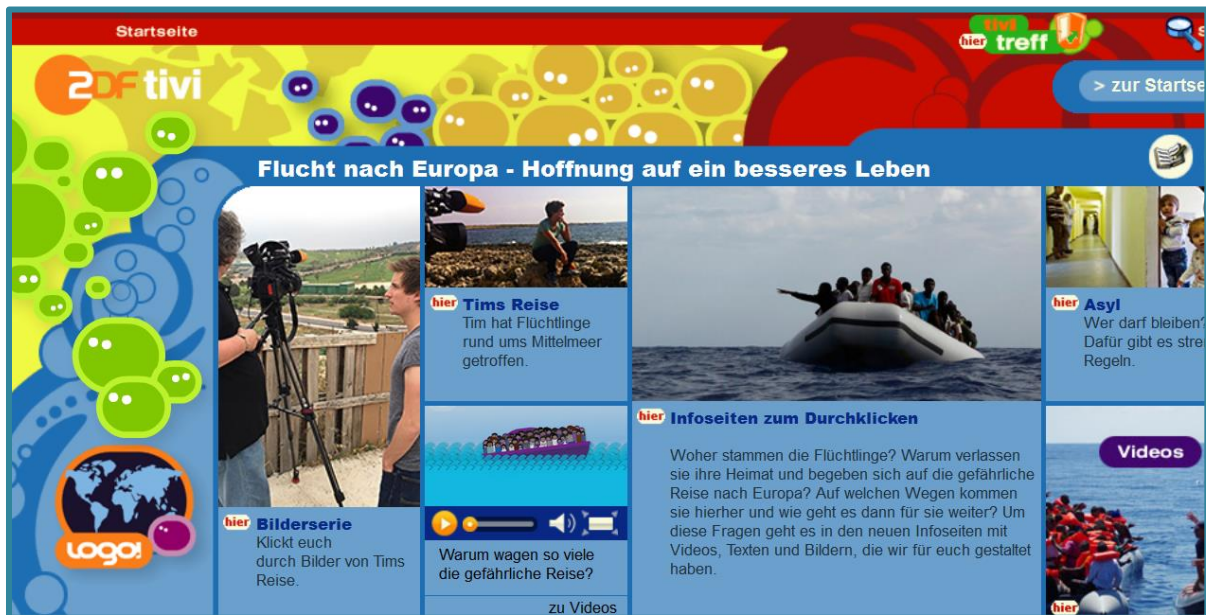 Startseite
hier tivi treff
ZDF tivi
> zur Startse
Flucht nach Europa - Hoffnung auf ein besseres Leben
hier Bilderserie
Klickt euch
durch Bilder von Tims
Reise.
hier Tims Reise
Tim hat Flüchtlinge
rund ums Mittelmeer
getroffen.
Warum wagen so viele
die gefährliche Reise?
zu Videos
hier Infoseiten zum Durchklicken
Woher stammen die Flüchtlinge? Warum verlassen
sie ihre Heimat und begeben sich auf die gefährliche
Reise nach Europa? Auf welchen Wegen kommen
sie hierher und wie geht es dann für sie weiter? Um
diese Fragen geht es in den neuen Infoseiten mit
Videos, Texten und Bildern, die wir für euch gestaltet
haben.
hier Asyl
Wer darf bleiben?
Dafür gibt es stre
Regeln.
Videos
hier
LOGO!